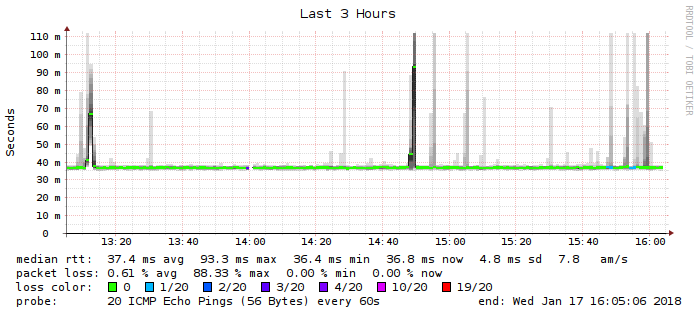 Last 3 Hours
RRDTOOL / TOBI OETIKER
Seconds
110 m
100 m
90 m
80 m
70 m
60 m
50 m
40 m
30 m
20 m
10 m
0
13:20 13:40 14:00 14:20 14:40 15:00 15:20 15:40 16:00
median rtt: 37.4 ms avg 93.3 ms max 36.4 ms min 36.8 ms now 4.8 ms sd 7.8 am/s
packet loss: 0.61 % avg 88.33 % max 0.00 % min 0.00 % now
loss color: 0 1/20 2/20 3/20 4/20 10/20 19/20
probe: 20 ICMP Echo Pings (56 Bytes) every 60s end: Wed Jan 17 16:05:06 2018